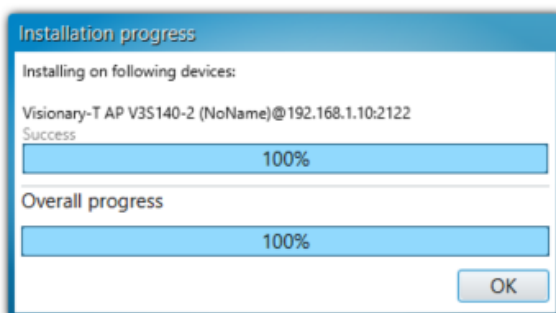 Installation progress
Installing on following devices:
Visionary-T AP V3S140-2 (NoName)@192.168.1.10:2122
Success
100%
Overall progress
100%
OK